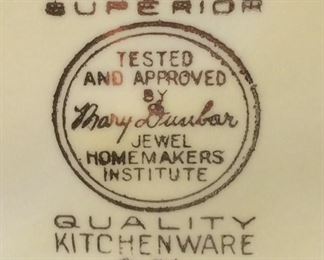 SUPERIOR
TESTED
AND APPROVED
BY
Mary Dunbar
JEWEL
HOMEMAKERS
INSTITUTE
QUALITY
KITCHENWARE